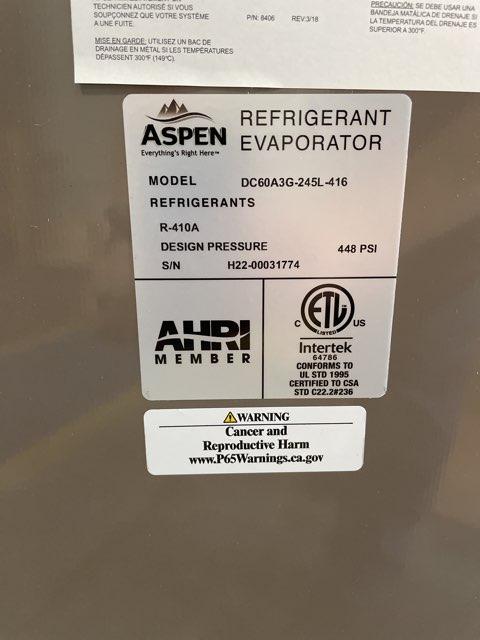 TECHNICIEN AUTORISÉ SI VOUS
SOUPÇONNEZ QUE VOTRE SYSTÈME
A UNE FUITE.
MISE EN GARDE: UTILISEZ UN BAC DE
DRAINAGE EN MÉTAL SI LES TEMPÉRATURES
DÉPASSENT 300°F (149°C).
P/N: 8406
REV:3/18
PRECAUCIÓN: SE DEBE USAR UNA
BANDEJA MATÁLICA DE DRENAJE SI
LA TEMPERATURA DEL DRENAJE ES
SUPERIOR A 300°F.
ASPEN
Everything's Right Here™
REFRIGERANT
EVAPORATOR
MODEL DC60A3G-245L-416
REFRIGERANTS
R-410A
DESIGN PRESSURE 448 PSI
S/N H22-00031774
AHRI
MEMBER
ETL
LISTED
C US
Intertek
64786
CONFORMS TO
UL STD 1995
CERTIFIED TO CSA
STD C22.2#236
WARNING
Cancer and
Reproductive Harm
www.P65Warnings.ca.gov